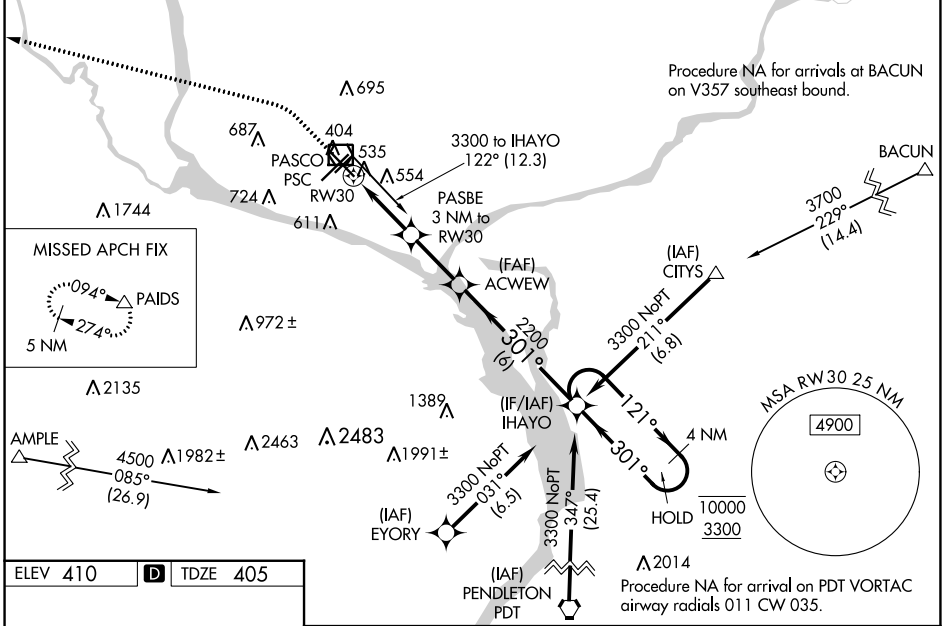 Procedure NA for arrivals at BACUN
on V357 southeast bound.
695
687
404
3300 to IHAYO
122° (12.3)
PASCO
PSC
535
554
RW30
BACUN
3700
229°
(14.4)
724
611
PASBE
3 NM to
RW30
1744
MISSED APCH FIX
094°
PAIDS
274°
5 NM
(FAF)
ACWEW
(IAF)
CITYS
3300 NoPT
211°
(6.8)
972 ±
2200
301°
(6)
2135
1389
(IF/IAF)
IHAYO
121°
4 NM
301°
MSA RW30 25 NM
4900
AMPLE
4500
085°
(26.9)
1982 ±
2463
2483
1991 ±
3300 NoPT
031°
(6.5)
(IAF)
EYORY
3300 NoPT
347°
(25.4)
HOLD
10000
3300
2014
(IAF)
PENDLETON
PDT
Procedure NA for arrival on PDT VORTAC
airway radials 011 CW 035.
ELEV 410 D TDZE 405